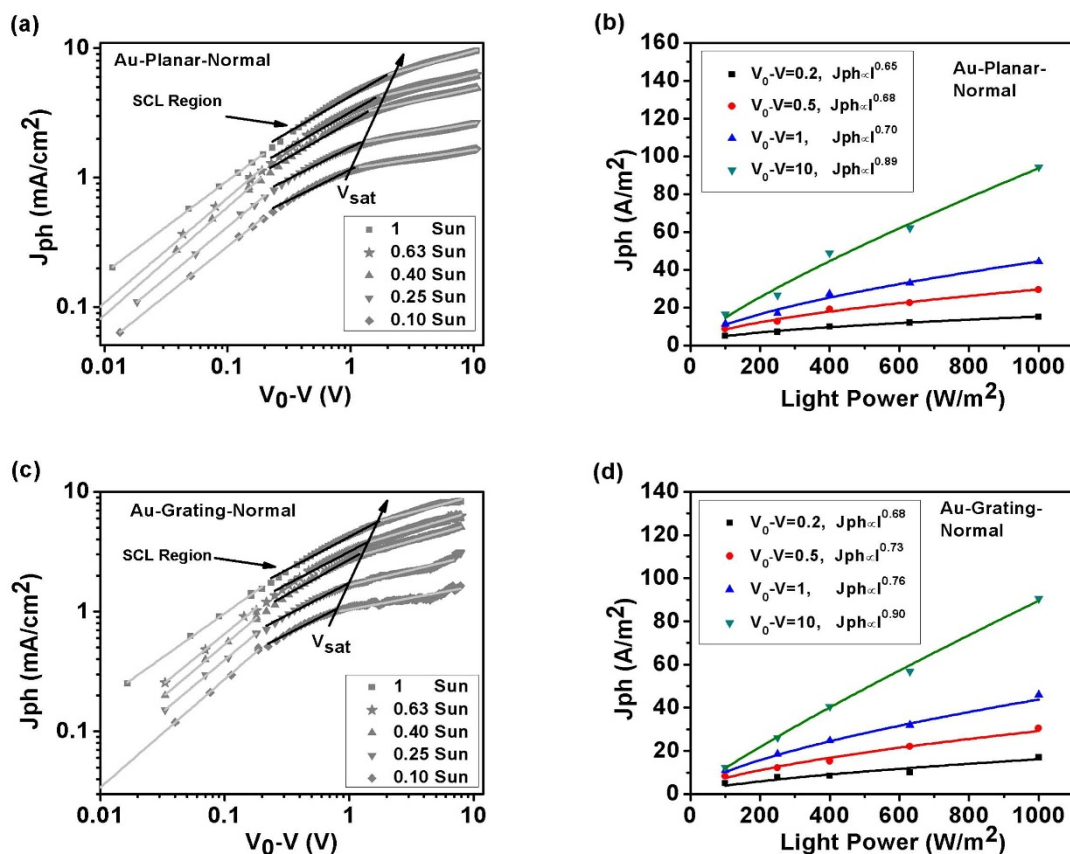 (a)
Au-Planar-Normal
SCL Region
Vsat
1 Sun
0.63 Sun
0.40 Sun
0.25 Sun
0.10 Sun
10
1
0.1
Jph (mA/cm²)
0.01 0.1 1 10
V₀-V (V)
(b)
Au-Planar-
Normal
V₀-V=0.2, Jph∝I^0.65
V₀-V=0.5, Jph∝I^0.68
V₀-V=1, Jph∝I^0.70
V₀-V=10, Jph∝I^0.89
160
140
120
100
80
60
40
20
0
Jph (A/m²)
200 400 600 800 1000
Light Power (W/m²)
(c)
Au-Grating-Normal
SCL Region
Vsat
1 Sun
0.63 Sun
0.40 Sun
0.25 Sun
0.10 Sun
10
1
0.1
Jph (mA/cm²)
0.01 0.1 1 10
V₀-V (V)
(d)
Au-Grating-
Normal
V₀-V=0.2, Jph∝I^0.68
V₀-V=0.5, Jph∝I^0.73
V₀-V=1, Jph∝I^0.76
V₀-V=10, Jph∝I^0.90
140
120
100
80
60
40
20
0
Jph (A/m²)
200 400 600 800 1000
Light Power (W/m²)